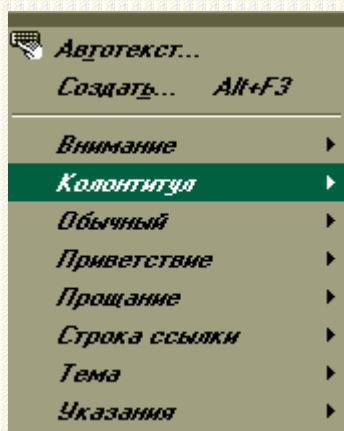 Автотекст...
Создать... Alt+F3
Внимание
Колонтитул
Обычный
Приветствие
Прощание
Строка ссылки
Тема
Указания